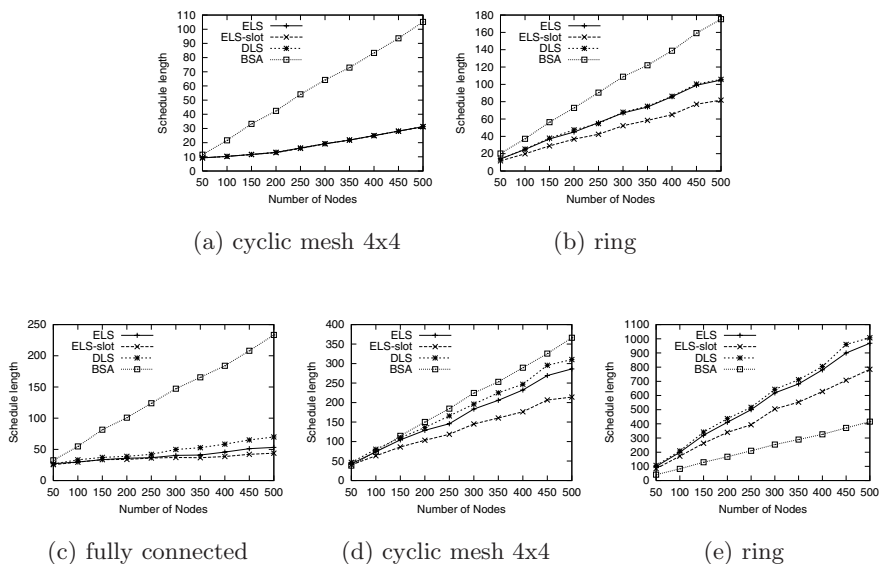 110
100
90
80
70
60
50
40
30
20
10
0
50 100 150 200 250 300 350 400 450 500
Schedule length
Number of Nodes
ELS
ELS-slot
DLS
BSA
(a) cyclic mesh 4x4
180
160
140
120
100
80
60
40
20
0
50 100 150 200 250 300 350 400 450 500
Schedule length
Number of Nodes
ELS
ELS-slot
DLS
BSA
(b) ring
250
200
150
100
50
0
50 100 150 200 250 300 350 400 450 500
Schedule length
Number of Nodes
ELS
ELS-slot
DLS
BSA
(c) fully connected
400
350
300
250
200
150
100
50
0
50 100 150 200 250 300 350 400 450 500
Schedule length
Number of Nodes
ELS
ELS-slot
DLS
BSA
(d) cyclic mesh 4x4
1100
1000
900
800
700
600
500
400
300
200
100
0
50 100 150 200 250 300 350 400 450 500
Schedule length
Number of Nodes
ELS
ELS-slot
DLS
BSA
(e) ring